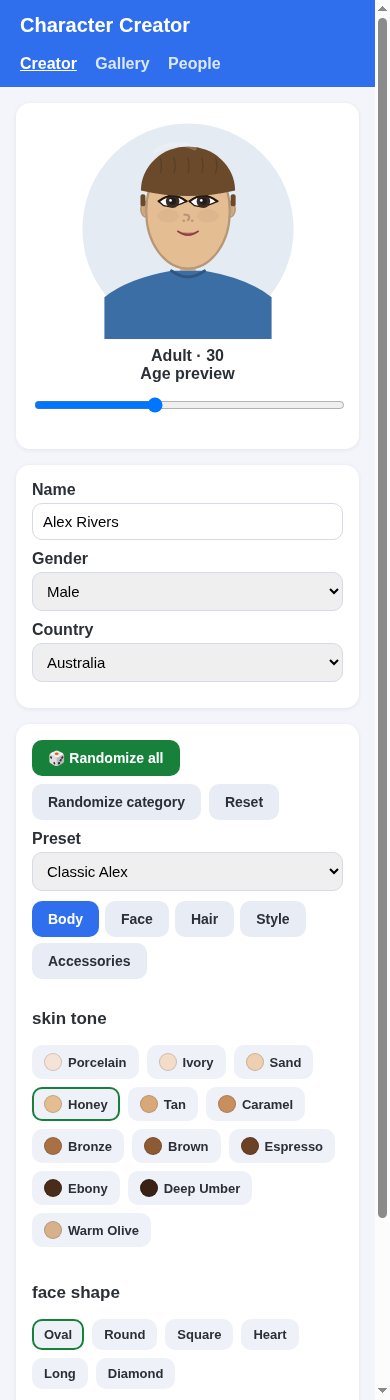 Character Creator
Creator Gallery People
Adult · 30
Age preview
Name
Alex Rivers
Gender
Male
Country
Australia
🎲 Randomize all
Randomize category Reset
Preset
Classic Alex
Body Face Hair Style
Accessories
skin tone
Porcelain Ivory Sand
Honey Tan Caramel
Bronze Brown Espresso
Ebony Deep Umber
Warm Olive
face shape
Oval Round Square Heart
Long Diamond